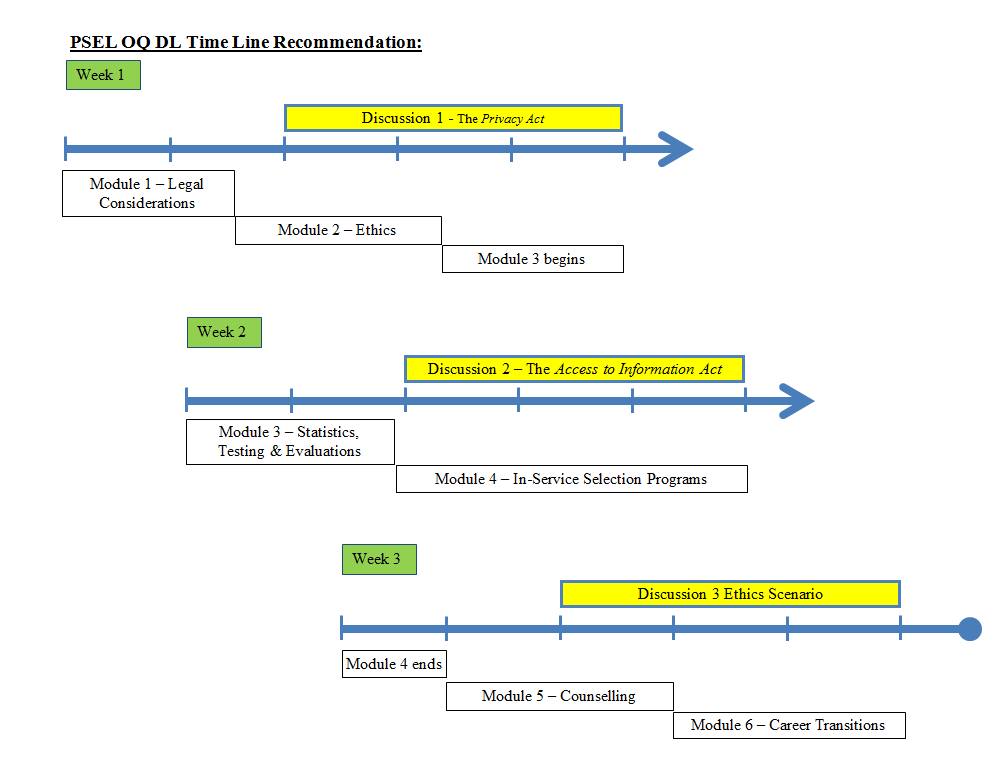 PSEL OQ DL Time Line Recommendation:
Week 1
Discussion 1 - The Privacy Act
Module 1 – Legal
Considerations
Module 2 – Ethics
Module 3 begins
Week 2
Discussion 2 – The Access to Information Act
Module 3 – Statistics,
Testing & Evaluations
Module 4 – In-Service Selection Programs
Week 3
Discussion 3 Ethics Scenario
Module 4 ends
Module 5 – Counselling
Module 6 – Career Transitions